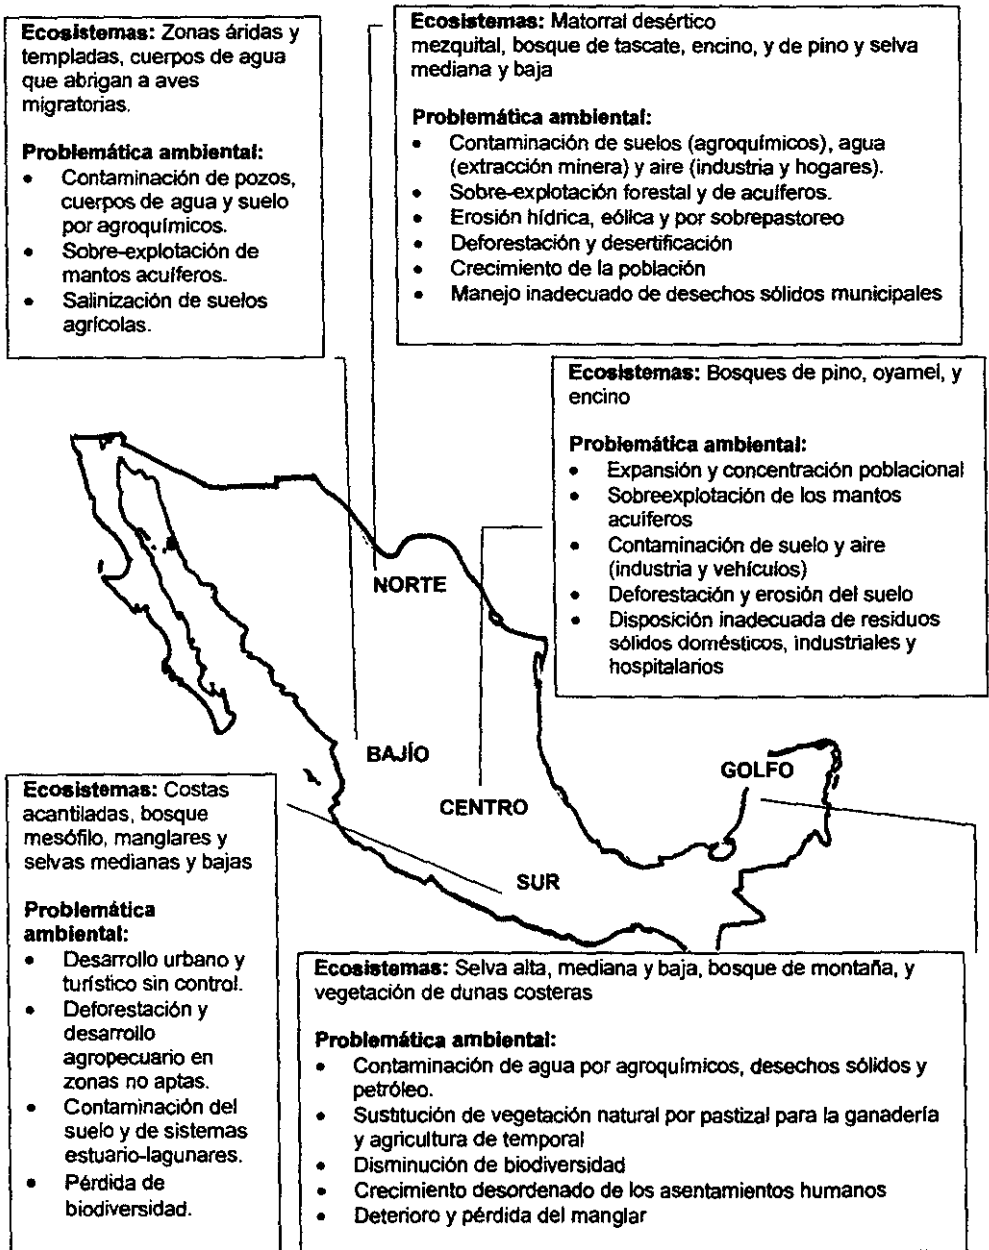 Ecosistemas: Zonas áridas y
templadas, cuerpos de agua
que abrigan a aves
migratorias.
Problemática ambiental:
• Contaminación de pozos,
cuerpos de agua y suelo
por agroquímicos.
• Sobre-explotación de
mantos acuíferos.
• Salinización de suelos
agrícolas.
Ecosistemas: Matorral desértico
mezquital, bosque de tascate, encino, y de pino y selva
mediana y baja
Problemática ambiental:
• Contaminación de suelos (agroquímicos), agua
(extracción minera) y aire (industria y hogares).
• Sobre-explotación forestal y de acuíferos.
• Erosión hídrica, eólica y por sobrepastoreo
• Deforestación y desertificación
• Crecimiento de la población
• Manejo inadecuado de desechos sólidos municipales
Ecosistemas: Bosques de pino, oyamel, y
encino
Problemática ambiental:
• Expansión y concentración poblacional
• Sobreexplotación de los mantos
acuíferos
• Contaminación de suelo y aire
(industria y vehículos)
• Deforestación y erosión del suelo
• Disposición inadecuada de residuos
sólidos domésticos, industriales y
hospitalarios
NORTE
BAJÍO
CENTRO
GOLFO
SUR
Ecosistemas: Costas
acantiladas, bosque
mesófilo, manglares y
selvas medianas y bajas
Problemática
ambiental:
• Desarrollo urbano y
turístico sin control.
• Deforestación y
desarrollo
agropecuario en
zonas no aptas.
• Contaminación del
suelo y de sistemas
estuario-lagunares.
• Pérdida de
biodiversidad.
Ecosistemas: Selva alta, mediana y baja, bosque de montaña, y
vegetación de dunas costeras
Problemática ambiental:
• Contaminación de agua por agroquímicos, desechos sólidos y
petróleo.
• Sustitución de vegetación natural por pastizal para la ganadería
y agricultura de temporal
• Disminución de biodiversidad
• Crecimiento desordenado de los asentamientos humanos
• Deterioro y pérdida del manglar